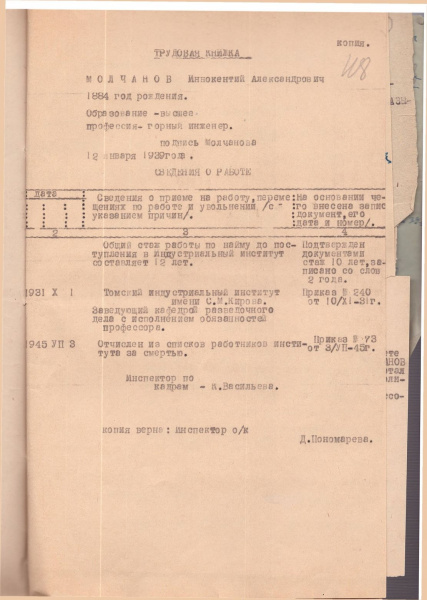 копия.
ТРУДОВАЯ КНИЖКА
118
МОЛЧАНОВ Иннокентий Александрович
1884 год рождения.
Образование -высшее
профессия- горный инженер.
подпись Молчанова
12 января 1939года.
СВЕДЕНИЯ О РАБОТЕ
дата
Сведения о приеме на работу, переме
щениях по работе и увольнении /с
указанием причин/.
На основании че-
го внесена запис
документ, его
дата и номер/.
2 3 4
Общий стаж работы по найму до пос-
тупления в Индустриальный институт
составляет 12 лет.
Подтвержден
документами
стаж 10 лет, за-
писано со слов
2 года.
1931 X 1 Томский индустриальный институт
имени С.М.Кирова.
Заведующий кафедрой разведочного
дела с исполнением обязанностей
профессора.
Приказ № 240
от 10/XI-31г.
1945 УП 3 Отчислен из списков работников инсти-
тута за смертью.
Приказ № 73
от 3/УП-45г.
Инспектор по
кадрам - А.Васильева.
копия верна: Инспектор о/к
Д.Пономарева.